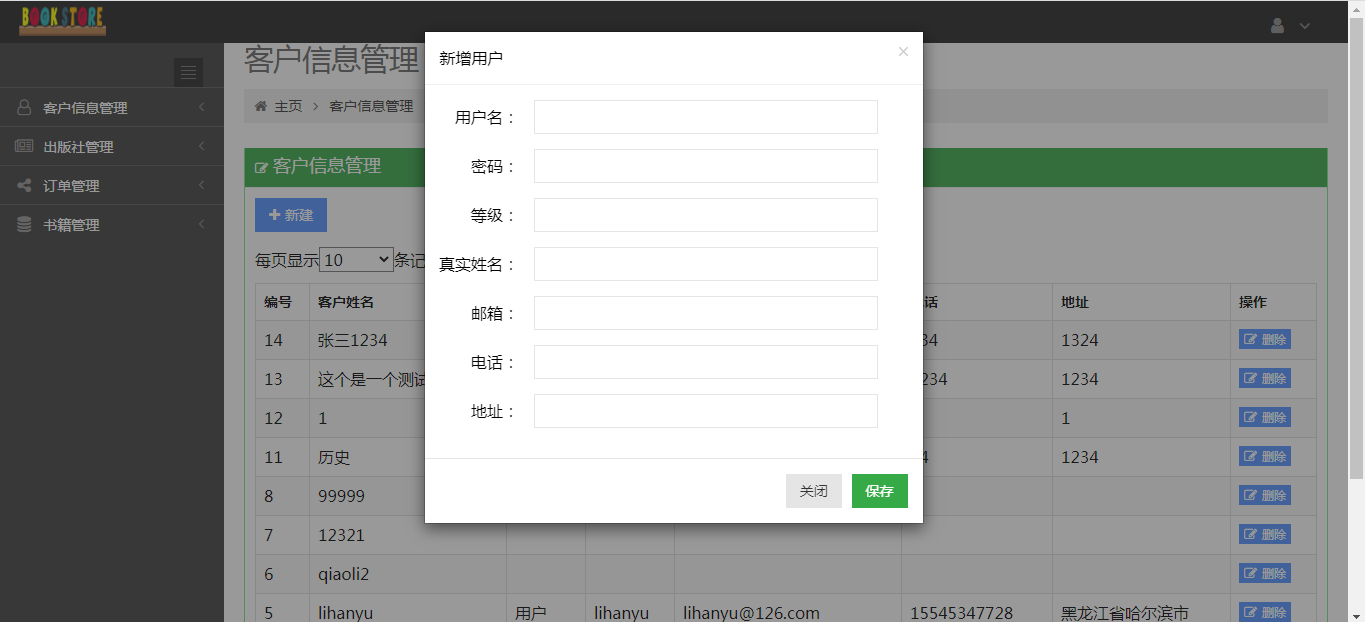 BOOK STORE
客户信息管理
主页 > 客户信息管理
客户信息管理
出版社管理
订单管理
书籍管理
客户信息管理
新建
每页显示 10 条记
编号 客户姓名 话 地址 操作
14 张三1234 34 1324 删除
13 这个是一个测试 234 1234 删除
12 1 1 删除
11 历史 4 1234 删除
8 99999 删除
7 12321 删除
6 qiaoli2 删除
5 lihanyu 用户 lihanyu lihanyu@126.com 15545347728 黑龙江省哈尔滨市 删除
新增用户 ×
用户名：
密码：
等级：
真实姓名：
邮箱：
电话：
地址：
关闭 保存